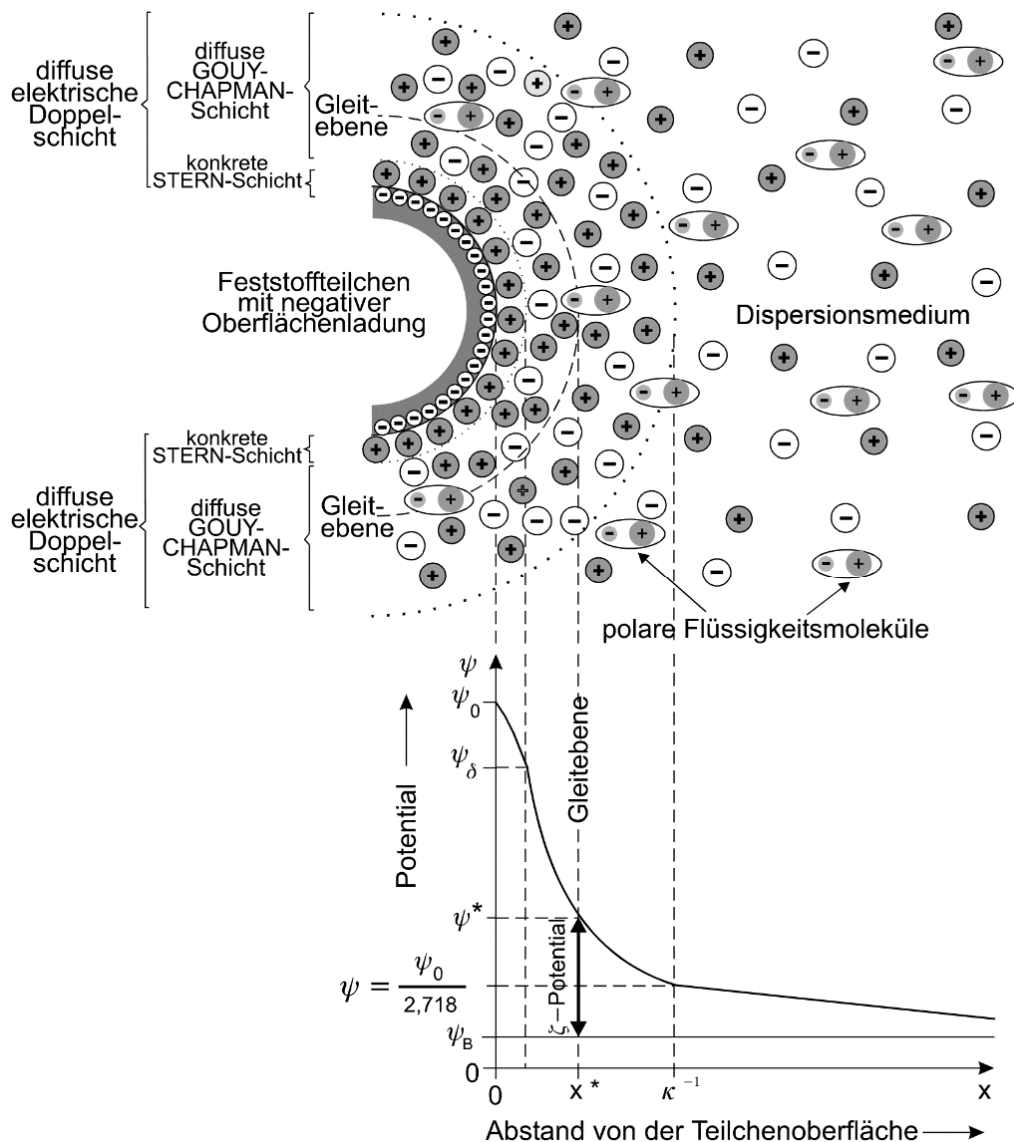 diffuse
elektrische
Doppel-
schicht
diffuse
GOUY-
CHAPMAN-
Schicht
Gleit-
ebene
konkrete
STERN-Schicht
Feststoffteilchen
mit negativer
Oberflächenladung
Dispersionsmedium
konkrete
STERN-Schicht
diffuse
elektrische
Doppel-
schicht
diffuse
GOUY-
CHAPMAN-
Schicht
Gleit-
ebene
polare Flüssigkeitsmoleküle
ψ
ψ₀
ψδ
Potential
Gleitebene
ψ*
ζ–Potential
ψ = ψ₀ / 2,718
ψB
0
0
x *
κ⁻¹
x
Abstand von der Teilchenoberfläche